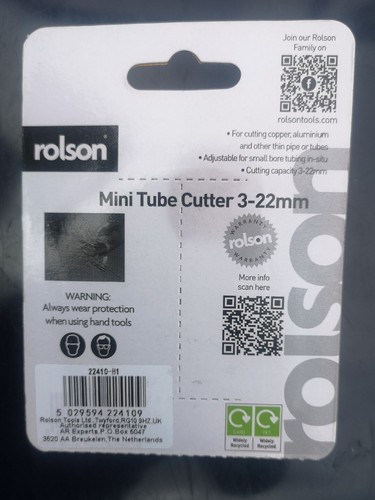 Join our Rolson
Family on
rolsontools.com
rolson®
• For cutting copper, aluminium
and other thin pipe or tubes
• Adjustable for small bore tubing in-situ
• Cutting capacity 3-22mm
Mini Tube Cutter 3-22mm
WARRANTY
rolson
WARRANTY
WARNING:
Always wear protection
when using hand tools
More info
scan here
rolson
22410-H1
5 029594 224109
Rolson Tools Ltd.,Twyford,RG10 9HZ,UK
Authorised representative
AR Experts,P.O.Box 5047
3620 AA Breukelen,The Netherlands
Widely
Recycled
Widely
Recycled